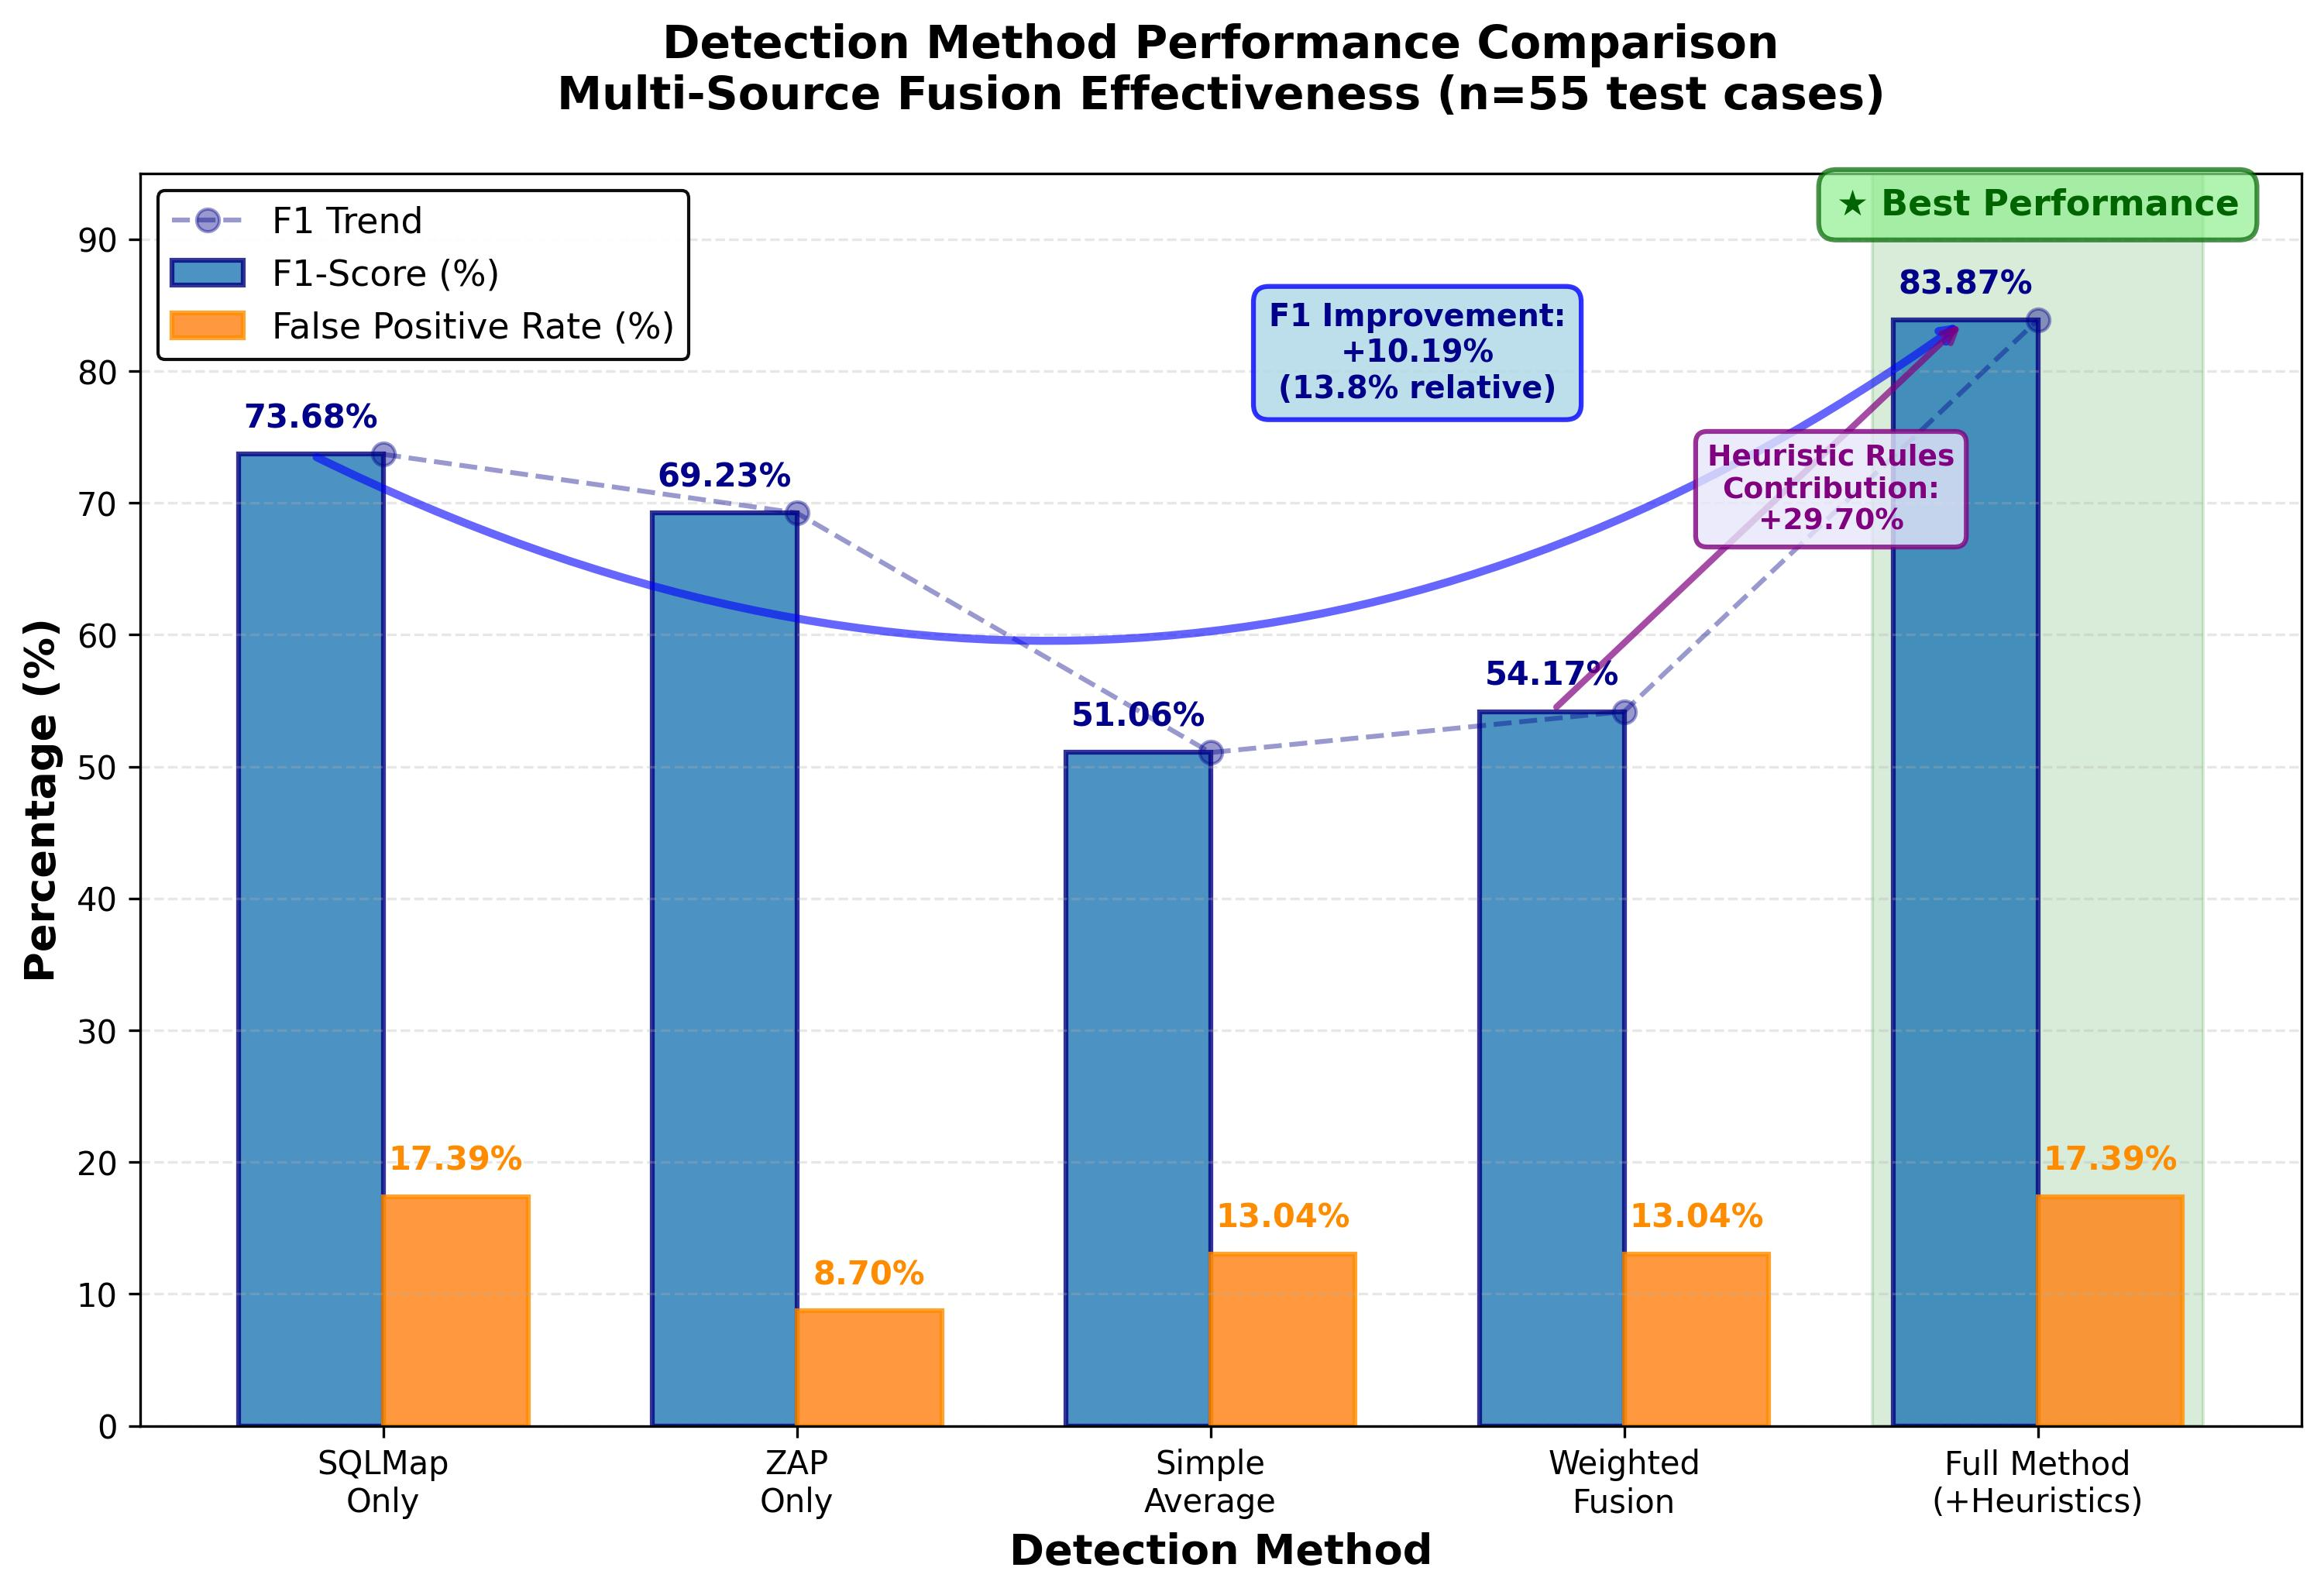 Detection Method Performance Comparison
Multi-Source Fusion Effectiveness (n=55 test cases)
F1 Trend
F1-Score (%)
False Positive Rate (%)
★ Best Performance
F1 Improvement:
+10.19%
(13.8% relative)
Heuristic Rules
Contribution:
+29.70%
73.68%
69.23%
51.06%
54.17%
83.87%
17.39%
8.70%
13.04%
13.04%
17.39%
Percentage (%)
90
80
70
60
50
40
30
20
10
0
SQLMap
Only
ZAP
Only
Simple
Average
Weighted
Fusion
Full Method
(+Heuristics)
Detection Method